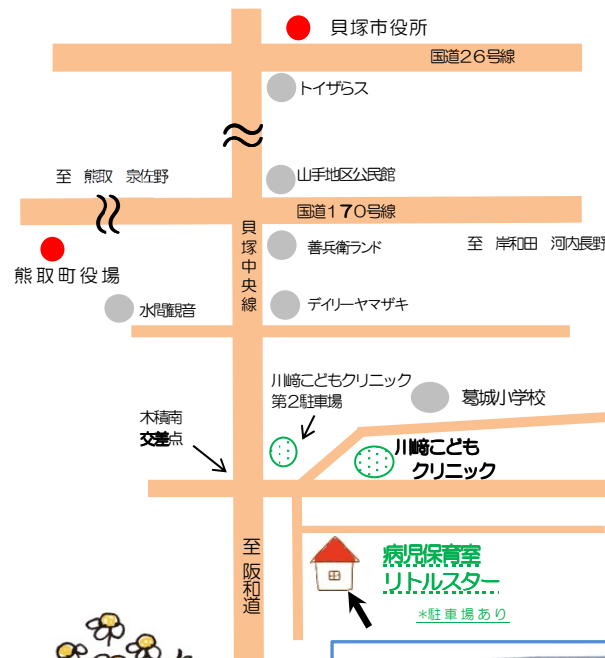 貝塚市役所
国道26号線
トイザらス
山手地区公民館
至 熊取 泉佐野
国道170号線
貝塚中央線
善兵衛ランド
至 岸和田 河内長野
熊取町役場
水間観音
デイリーヤマザキ
川崎こどもクリニック
第2駐車場
葛城小学校
木積南
交差点
川崎こども
クリニック
至 阪和道
病児保育室
リトルスター
*駐車場あり